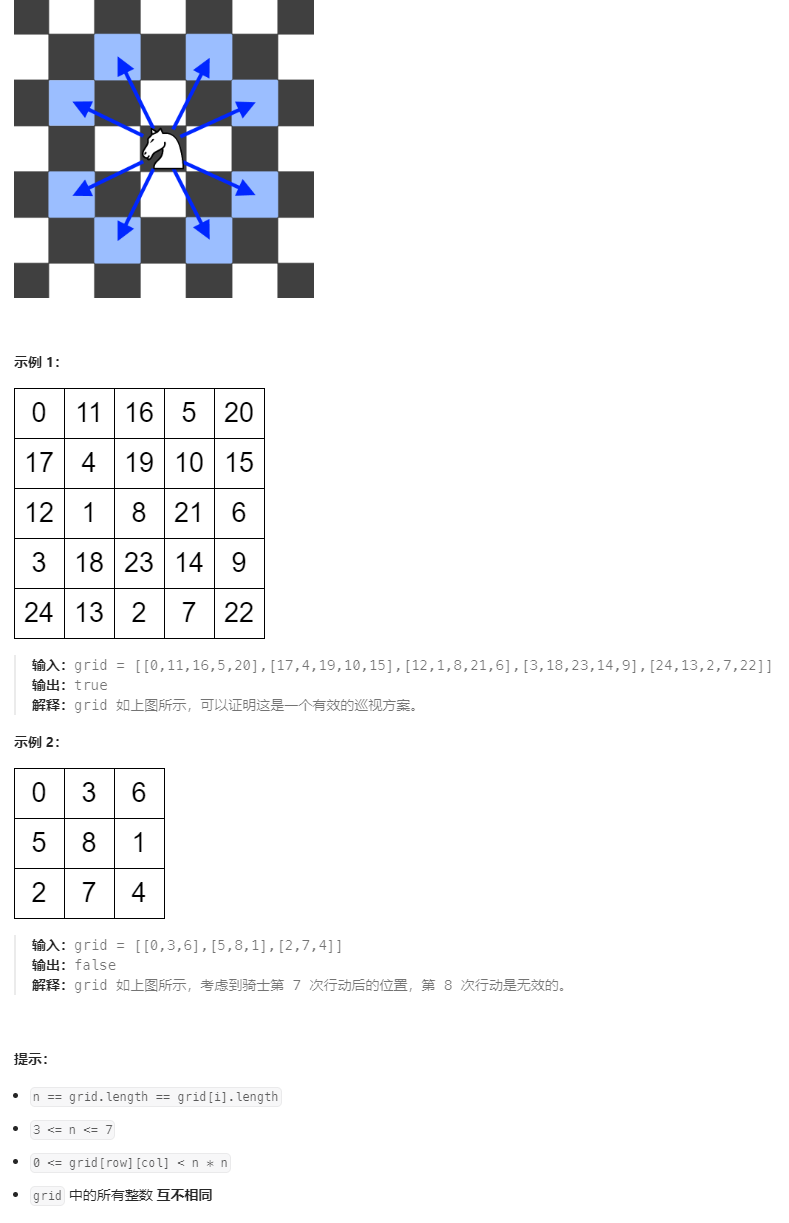 示例 1：
0 11 16 5 20
17 4 19 10 15
12 1 8 21 6
3 18 23 14 9
24 13 2 7 22
输入：grid = [[0,11,16,5,20],[17,4,19,10,15],[12,1,8,21,6],[3,18,23,14,9],[24,13,2,7,22]]
输出：true
解释：grid 如上图所示，可以证明这是一个有效的巡视方案。
示例 2：
0 3 6
5 8 1
2 7 4
输入：grid = [[0,3,6],[5,8,1],[2,7,4]]
输出：false
解释：grid 如上图所示，考虑到骑士第 7 次行动后的位置，第 8 次行动是无效的。
提示：
n == grid.length == grid[i].length
3 <= n <= 7
0 <= grid[row][col] < n * n
grid 中的所有整数 互不相同